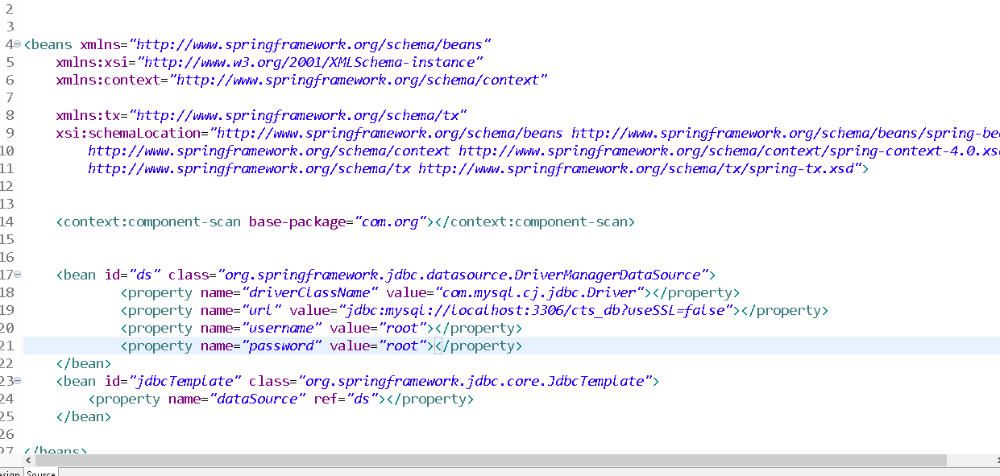 2
3
4 <beans xmlns="http://www.springframework.org/schema/beans"
5 xmlns:xsi="http://www.w3.org/2001/XMLSchema-instance"
6 xmlns:context="http://www.springframework.org/schema/context"
7
8 xmlns:tx="http://www.springframework.org/schema/tx"
9 xsi:schemaLocation="http://www.springframework.org/schema/beans http://www.springframework.org/schema/beans/spring-be
10 http://www.springframework.org/schema/context http://www.springframework.org/schema/context/spring-context-4.0.xs
11 http://www.springframework.org/schema/tx http://www.springframework.org/schema/tx/spring-tx.xsd">
12
13
14 <context:component-scan base-package="com.org"></context:component-scan>
15
16
17 <bean id="ds" class="org.springframework.jdbc.datasource.DriverManagerDataSource">
18 <property name="driverClassName" value="com.mysql.cj.jdbc.Driver"></property>
19 <property name="url" value="jdbc:mysql://localhost:3306/cts_db?useSSL=false"></property>
20 <property name="username" value="root"></property>
21 <property name="password" value="root"></property>
22 </bean>
23 <bean id="jdbcTemplate" class="org.springframework.jdbc.core.JdbcTemplate">
24 <property name="dataSource" ref="ds"></property>
25 </bean>
26
27 </beans>
esign Source